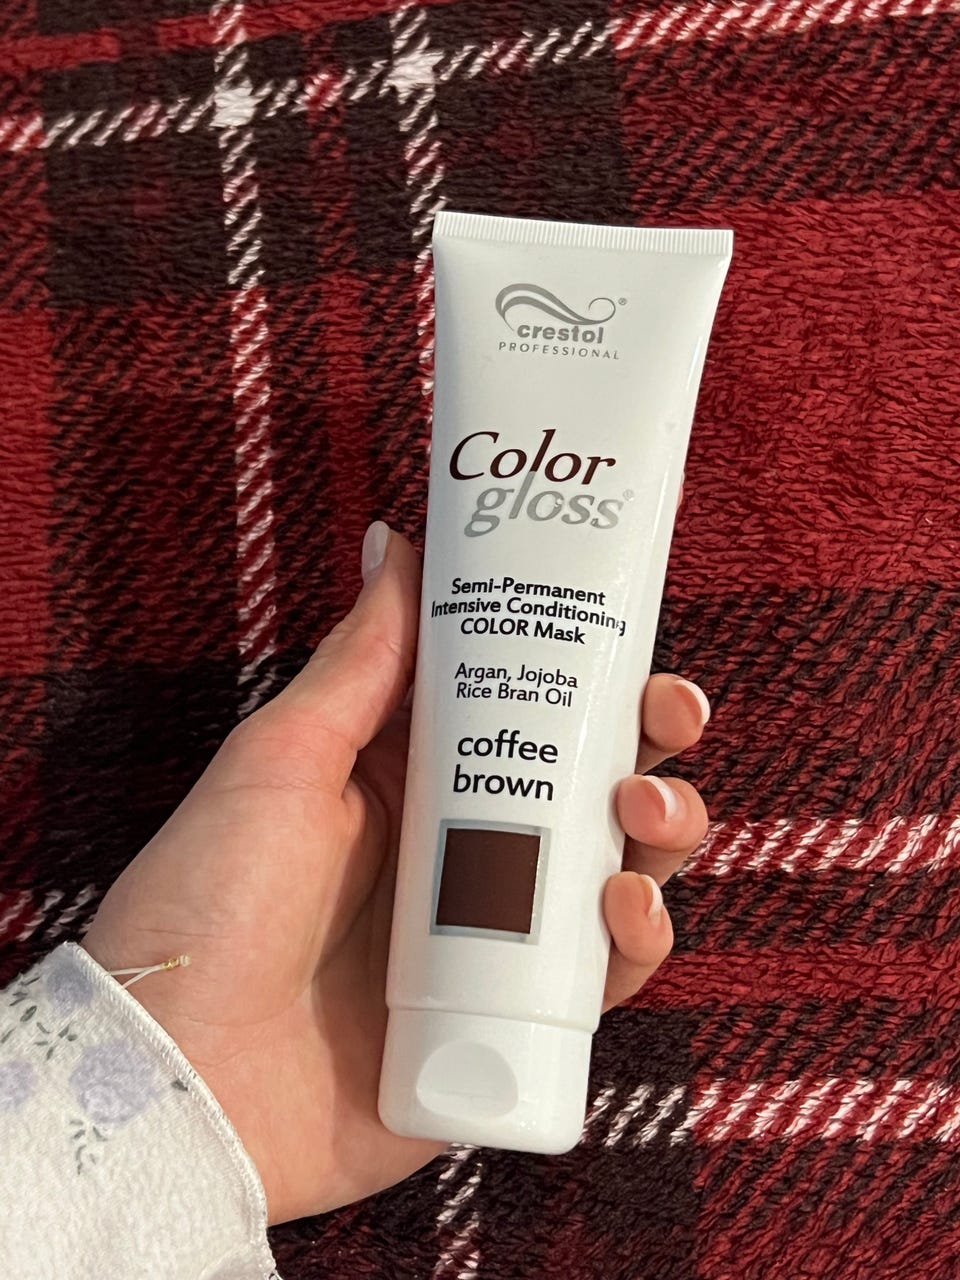 crestol®
PROFESSIONAL
Color
gloss®
Semi-Permanent
Intensive Conditioning
COLOR Mask
Argan, Jojoba
Rice Bran Oil
coffee
brown